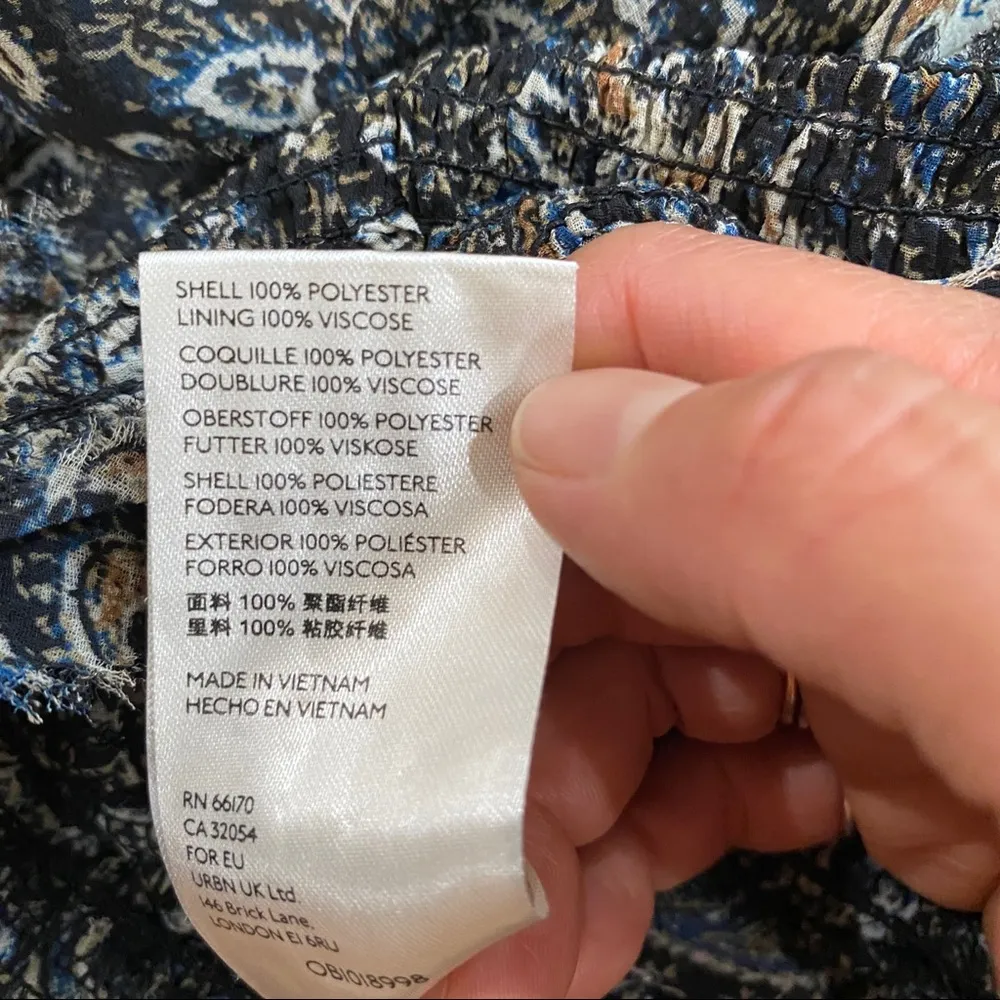 SHELL 100% POLYESTER
LINING 100% VISCOSE
COQUILLE 100% POLYESTER
DOUBLURE 100% VISCOSE
OBERSTOFF 100% POLYESTER
FUTTER 100% VISKOSE
SHELL 100% POLIESTERE
FODERA 100% VISCOSA
EXTERIOR 100% POLIÉSTER
FORRO 100% VISCOSA
面料 100% 聚酯纤维
里料 100% 粘胶纤维
MADE IN VIETNAM
HECHO EN VIETNAM
RN 66170
CA 32054
FOR EU
URBN UK Ltd.
146 Brick Lane,
LONDON E1 6RU
OB1018998